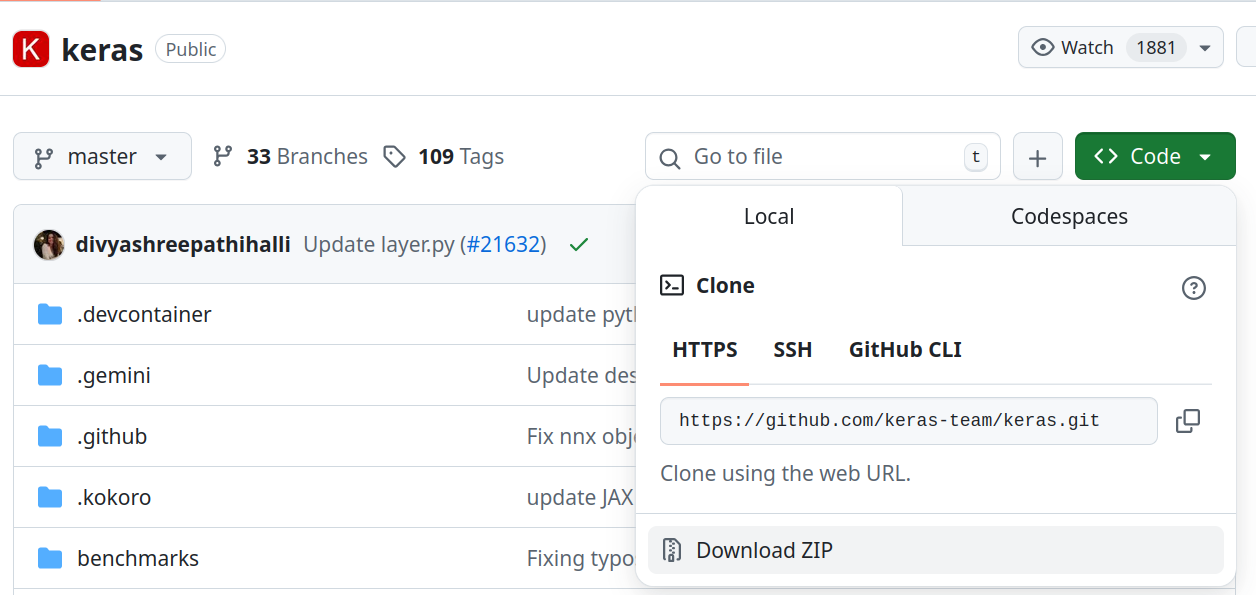 K keras Public Watch 1881
master 33 Branches 109 Tags Go to file t + Code
Local Codespaces
divyashreepathihalli Update layer.py (#21632)
Clone
.devcontainer update pyt
HTTPS SSH GitHub CLI
.gemini Update des
https://github.com/keras-team/keras.git
.github Fix nnx obj
Clone using the web URL.
.kokoro update JAX
Download ZIP
benchmarks Fixing typo